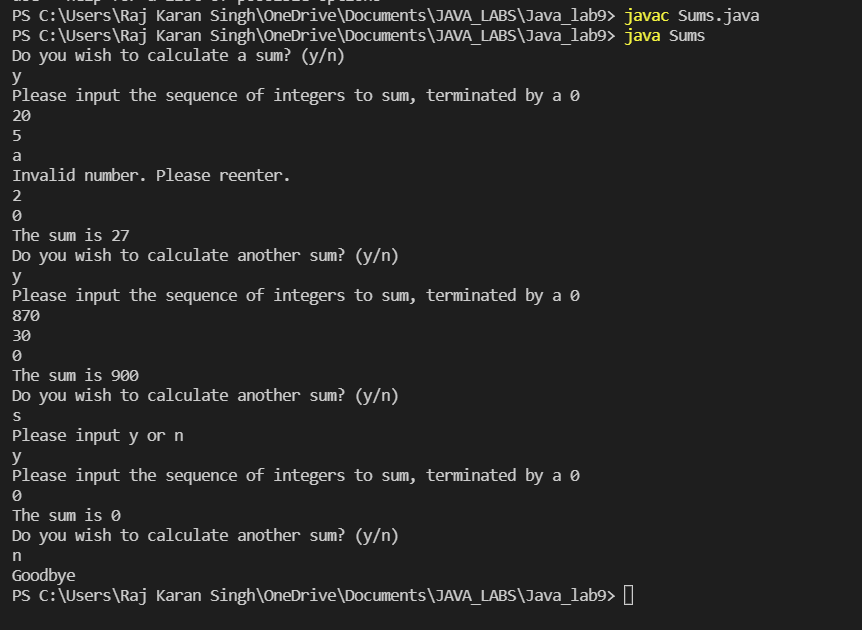 PS C:\Users\Raj Karan Singh\OneDrive\Documents\JAVA_LABS\Java_lab9> javac Sums.java
PS C:\Users\Raj Karan Singh\OneDrive\Documents\JAVA_LABS\Java_lab9> java Sums
Do you wish to calculate a sum? (y/n)
y
Please input the sequence of integers to sum, terminated by a 0
20
5
a
Invalid number. Please reenter.
2
0
The sum is 27
Do you wish to calculate another sum? (y/n)
y
Please input the sequence of integers to sum, terminated by a 0
870
30
0
The sum is 900
Do you wish to calculate another sum? (y/n)
s
Please input y or n
y
Please input the sequence of integers to sum, terminated by a 0
0
The sum is 0
Do you wish to calculate another sum? (y/n)
n
Goodbye
PS C:\Users\Raj Karan Singh\OneDrive\Documents\JAVA_LABS\Java_lab9>